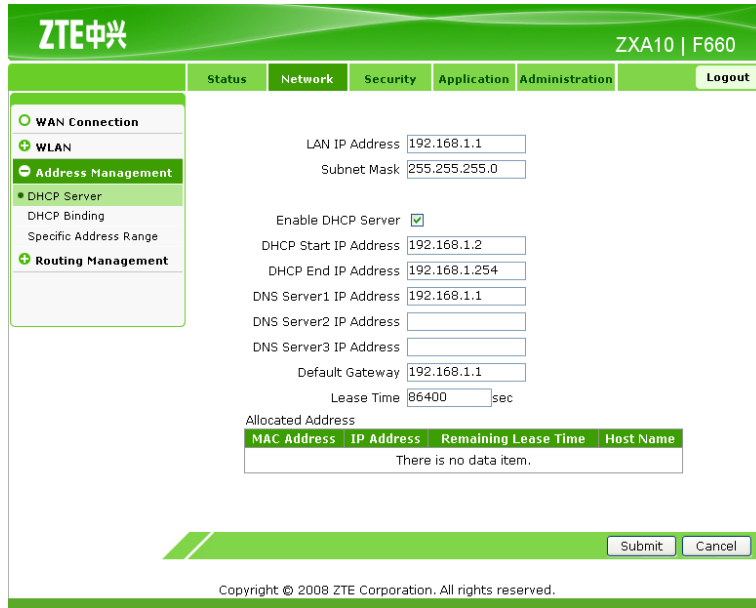 ZTE中兴
ZXA10 | F660
Status Network Security Application Administration Logout
WAN Connection
WLAN
Address Management
DHCP Server
DHCP Binding
Specific Address Range
Routing Management
LAN IP Address 192.168.1.1
Subnet Mask 255.255.255.0
Enable DHCP Server
DHCP Start IP Address 192.168.1.2
DHCP End IP Address 192.168.1.254
DNS Server1 IP Address 192.168.1.1
DNS Server2 IP Address
DNS Server3 IP Address
Default Gateway 192.168.1.1
Lease Time 86400 sec
Allocated Address
MAC Address IP Address Remaining Lease Time Host Name
There is no data item.
Submit Cancel
Copyright © 2008 ZTE Corporation. All rights reserved.